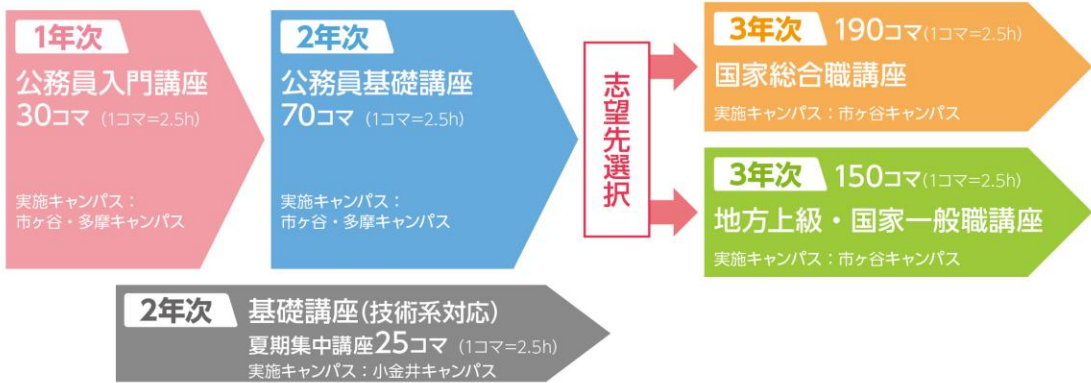 1年次
公務員入門講座
30コマ (1コマ=2.5h)
実施キャンパス：
市ヶ谷・多摩キャンパス
2年次
公務員基礎講座
70コマ (1コマ=2.5h)
実施キャンパス：
市ヶ谷・多摩キャンパス
志望先選択
3年次 190コマ(1コマ=2.5h)
国家総合職講座
実施キャンパス：市ヶ谷キャンパス
3年次 150コマ(1コマ=2.5h)
地方上級・国家一般職講座
実施キャンパス：市ヶ谷キャンパス
2年次 基礎講座(技術系対応)
夏期集中講座25コマ (1コマ=2.5h)
実施キャンパス：小金井キャンパス